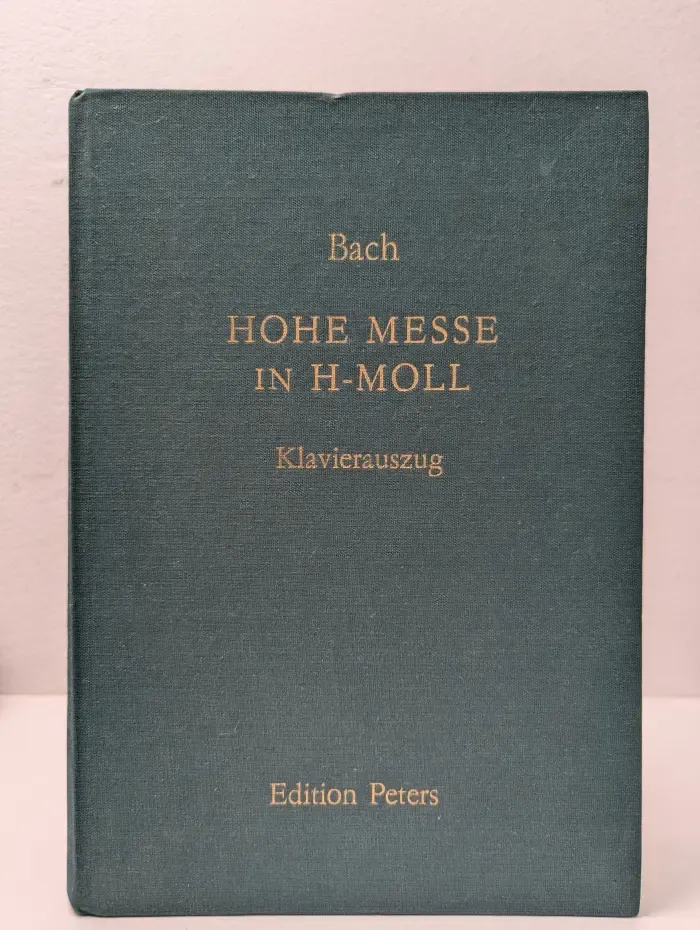 Bach
HOHE MESSE
IN H-MOLL
Klavierauszug
Edition Peters